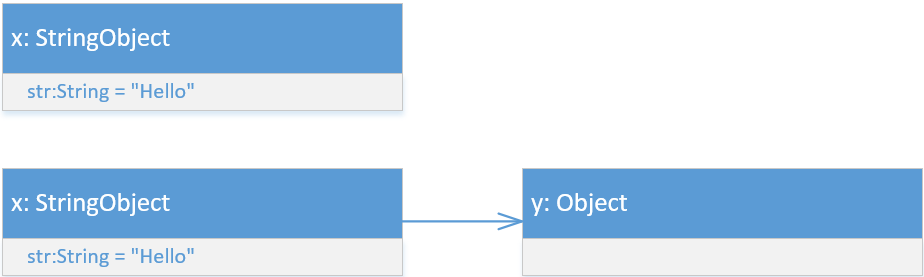 x: StringObject
str:String = "Hello"
x: StringObject
y: Object
str:String = "Hello"